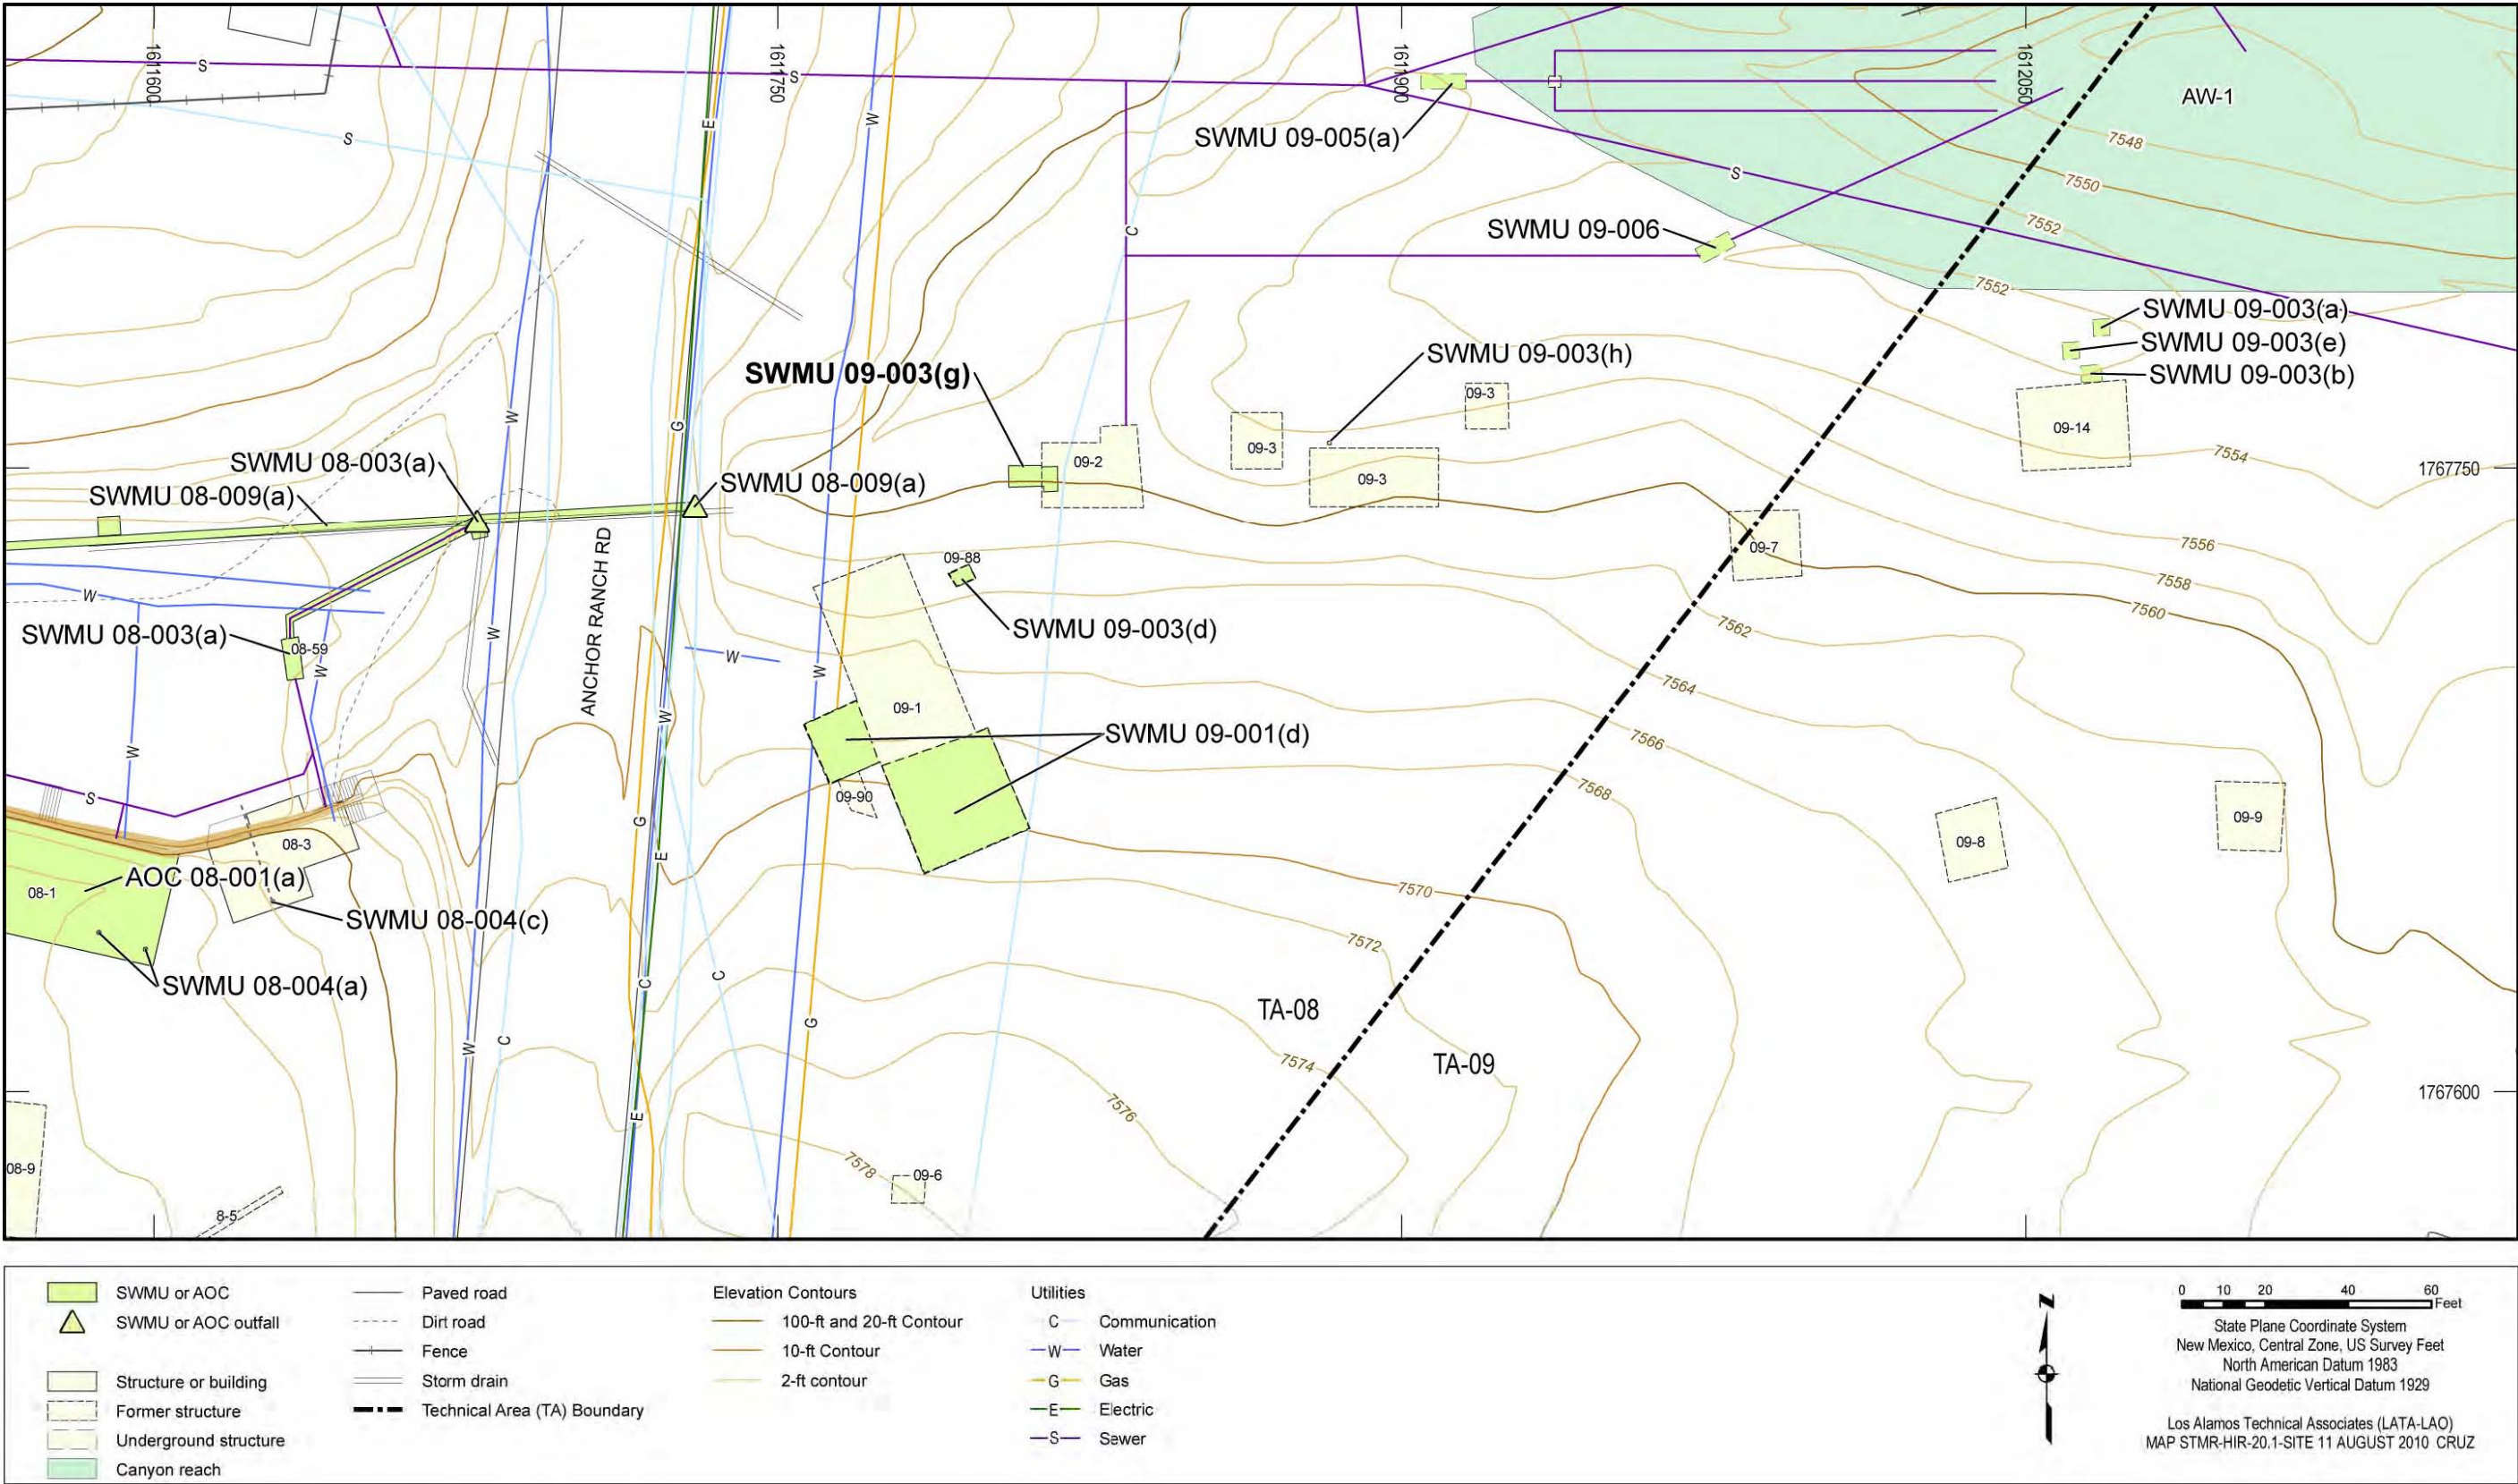 1611600
1611750
1611900
1612050
S
S
E
W
AW-1
SWMU 09-005(a)
7548
S
S
7550
C
SWMU 09-006
7552
7552
SWMU 09-003(a)
SWMU 09-003(e)
SWMU 09-003(h)
SWMU 09-003(g)
SWMU 09-003(b)
09-3
W
G
09-14
09-3
09-2
7554
SWMU 08-003(a)
1767750
09-3
SWMU 08-009(a)
SWMU 08-009(a)
7556
09-7
09-88
7558
W
ANCHOR RANCH RD
7560
7562
SWMU 09-003(d)
SWMU 08-003(a)
W
08-59
W
W
W
7564
09-1
W
SWMU 09-001(d)
7566
W
7568
S
09-90
G
09-9
09-8
08-3
E
AOC 08-001(a)
08-1
7570
SWMU 08-004(c)
7572
C
C
SWMU 08-004(a)
TA-08
G
C
W
7574
TA-09
1767600
7576
E
7578
08-9
09-6
8-5
SWMU or AOC
SWMU or AOC outfall
Structure or building
Former structure
Underground structure
Canyon reach
Paved road
Dirt road
Fence
Storm drain
Technical Area (TA) Boundary
Elevation Contours
100-ft and 20-ft Contour
10-ft Contour
2-ft contour
Utilities
C Communication
W Water
G Gas
E Electric
S Sewer
N
0 10 20 40 60
Feet
State Plane Coordinate System
New Mexico, Central Zone, US Survey Feet
North American Datum 1983
National Geodetic Vertical Datum 1929
Los Alamos Technical Associates (LATA-LAO)
MAP STMR-HIR-20.1-SITE 11 AUGUST 2010 CRUZ